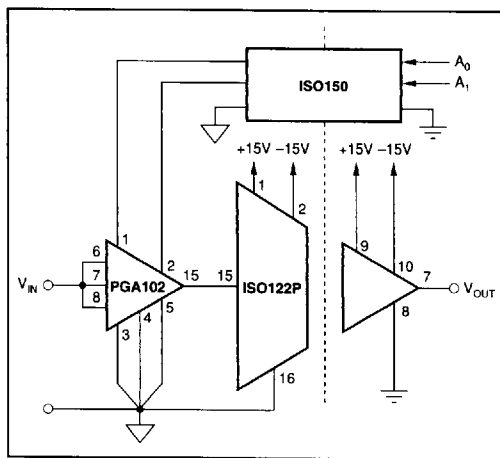 ISO150
A0
A1
+15V −15V
+15V −15V
1
2
1
2
6
7
8
PGA102
15
15
ISO122P
3
4
5
16
9
10
7
8
VIN
VOUT